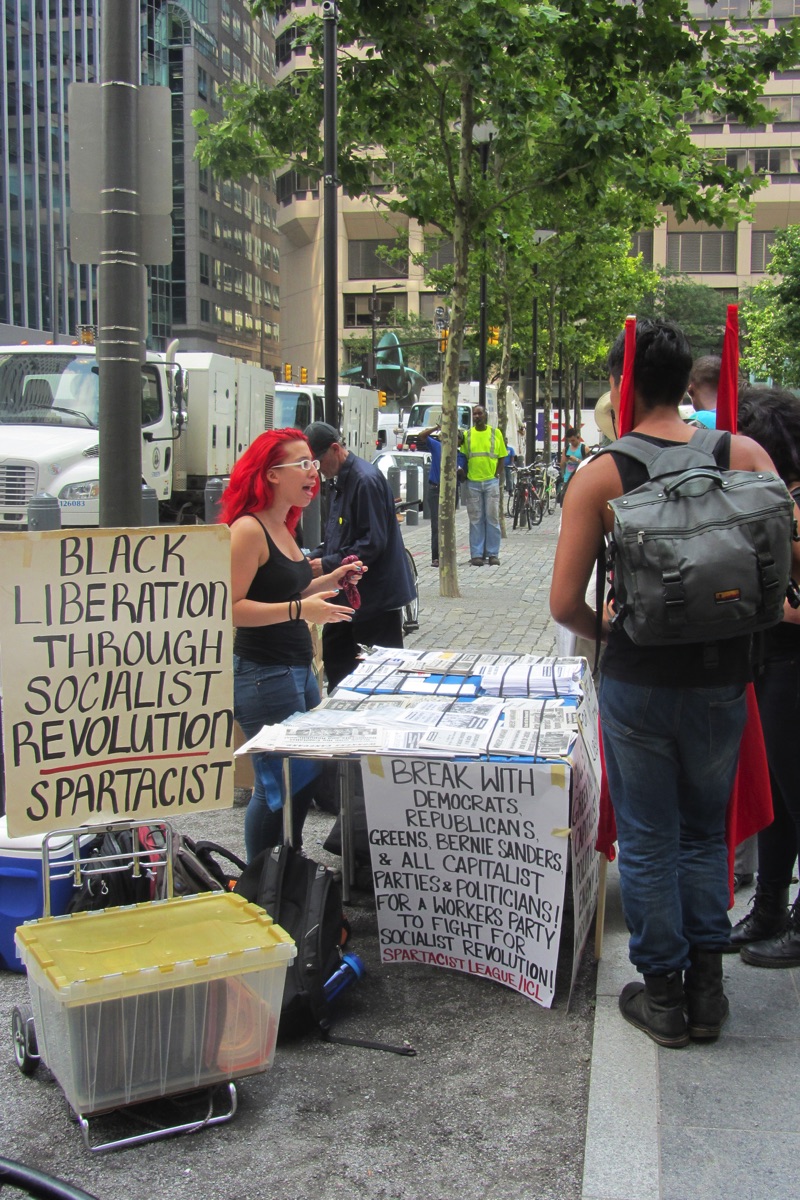 BLACK
LIBERATION
THROUGH
SOCIALIST
REVOLUTION
SPARTACIST
BREAK WITH
DEMOCRATS,
REPUBLICANS,
GREENS, BERNIE SANDERS,
& ALL CAPITALIST
PARTIES & POLITICIANS!
FOR A WORKERS PARTY
TO FIGHT FOR
SOCIALIST REVOLUTION!
SPARTACIST LEAGUE/ICL